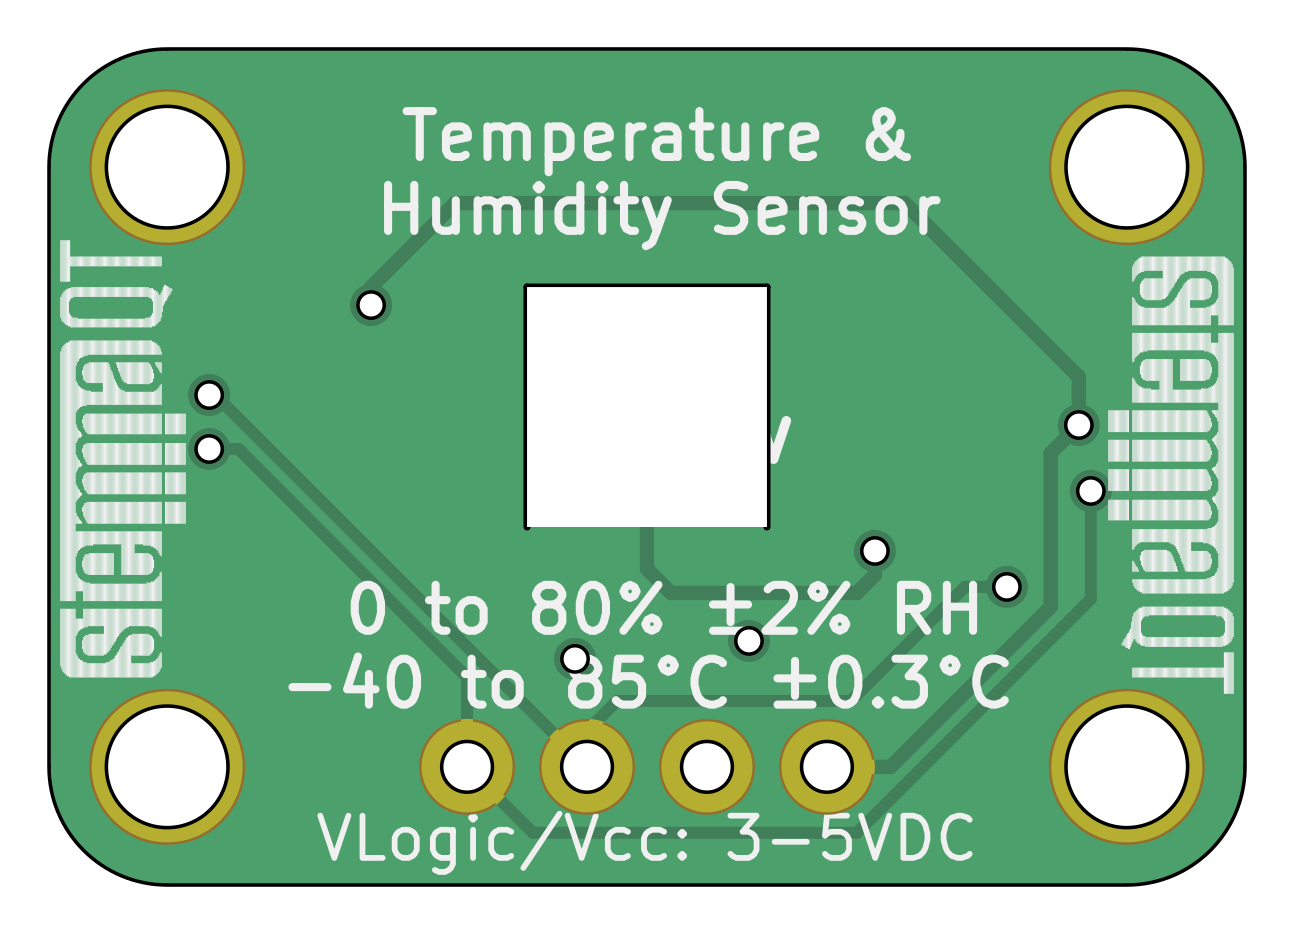 Temperature &
Humidity Sensor
stemmaQT
stemmaQT
0 to 80% ±2% RH
-40 to 85°C ±0.3°C
VLogic/Vcc: 3-5VDC